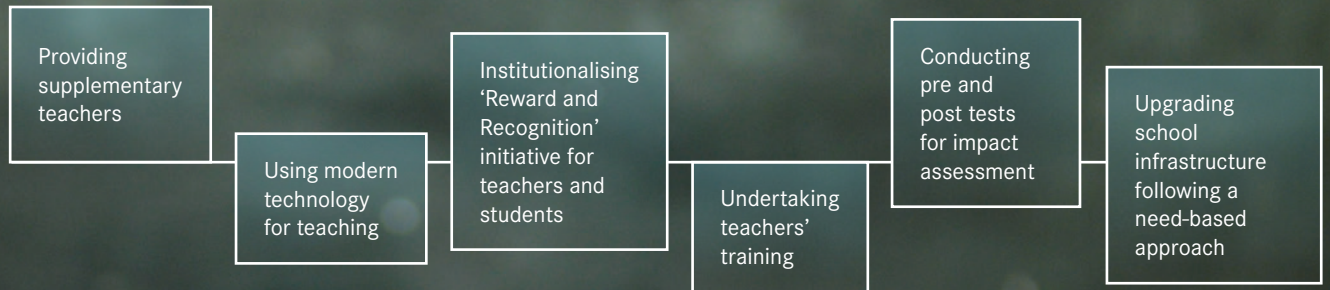 Providing
supplementary
teachers
Using modern
technology
for teaching
Institutionalising
‘Reward and
Recognition’
initiative for
teachers and
students
Undertaking
teachers’
training
Conducting
pre and
post tests
for impact
assessment
Upgrading
school
infrastructure
following a
need-based
approach